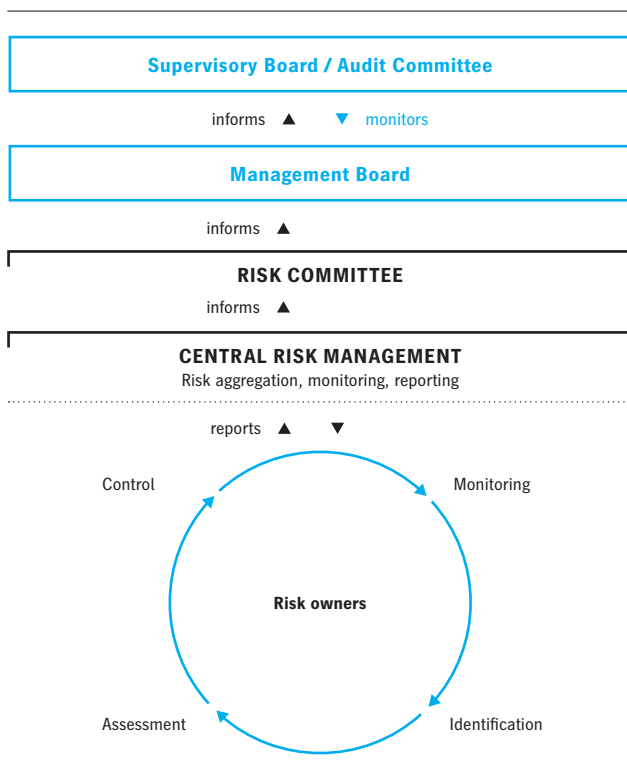 Supervisory Board / Audit Committee
informs ▲ ▼ monitors
Management Board
informs ▲
RISK COMMITTEE
informs ▲
CENTRAL RISK MANAGEMENT
Risk aggregation, monitoring, reporting
reports ▲ ▼
Control
Monitoring
Risk owners
Assessment
Identification